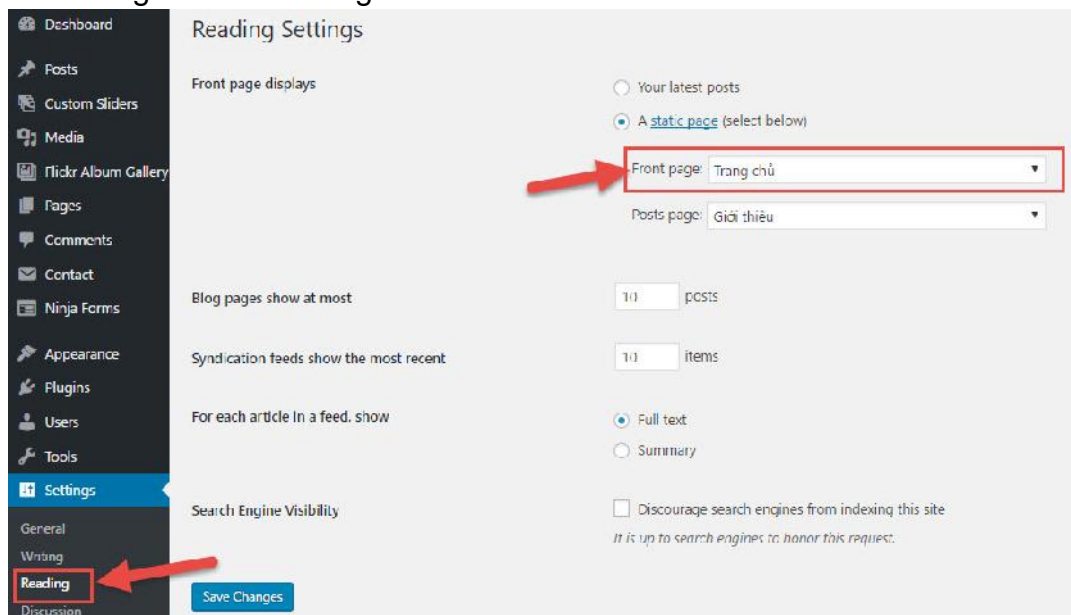 Dashboard
Posts
Custom Sliders
Media
Flickr Album Gallery
Pages
Comments
Contact
Ninja Forms
Appearance
Plugins
Users
Tools
Settings
General
Writing
Reading
Discussion
Reading Settings
Front page displays
Your latest posts
A static page (select below)
Front page: Trang chủ
Posts page: Giới thiệu
Blog pages show at most 10 posts
Syndication feeds show the most recent 10 items
For each article in a feed, show
Full text
Summary
Search Engine Visibility
Discourage search engines from indexing this site
It is up to search engines to honor this request.
Save Changes